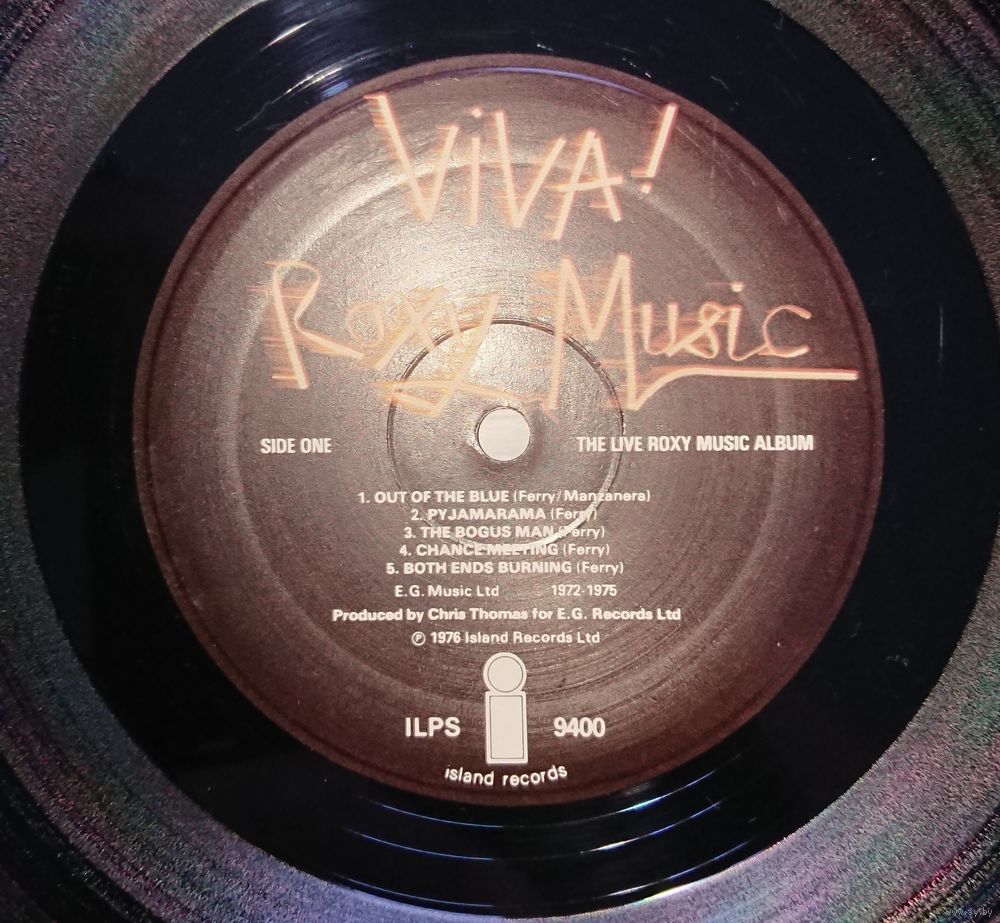 ViVA!
Roxy Music
SIDE ONE THE LIVE ROXY MUSIC ALBUM
1. OUT OF THE BLUE (Ferry/Manzanera)
2. PYJAMARAMA (Ferry)
3. THE BOGUS MAN (Ferry)
4. CHANCE MEETING (Ferry)
5. BOTH ENDS BURNING (Ferry)
E.G. Music Ltd 1972-1975
Produced by Chris Thomas for E.G. Records Ltd
℗ 1976 Island Records Ltd
ILPS 9400
island records